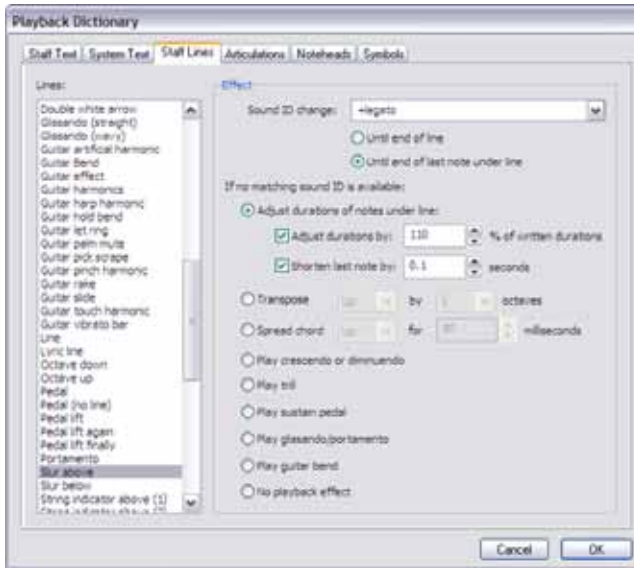 Playback Dictionary
Staff Text System Text Staff Lines Articulations Noteheads Symbols
Lines:
Double white arrow
Glissando (straight)
Glissando (wavy)
Guitar artificial harmonic
Guitar Bend
Guitar effect
Guitar harmonics
Guitar harp harmonic
Guitar hold bend
Guitar let ring
Guitar palm mute
Guitar pick scrape
Guitar pinch harmonic
Guitar rake
Guitar slide
Guitar touch harmonic
Guitar vibrato bar
Line
Lyric line
Octave down
Octave up
Pedal
Pedal (no line)
Pedal lift
Pedal lift again
Pedal lift finally
Portamento
Slur above
Slur below
String indicator above (1)
Effect
Sound ID change: +legato
Until end of line
Until end of last note under line
If no matching sound ID is available:
Adjust durations of notes under line:
Adjust durations by: 110 % of written durations
Shorten last note by: 0.1 seconds
Transpose up by octaves
Spread chord up for milliseconds
Play crescendo or diminuendo
Play trill
Play sustain pedal
Play glissando/portamento
Play guitar bend
No playback effect
Cancel OK